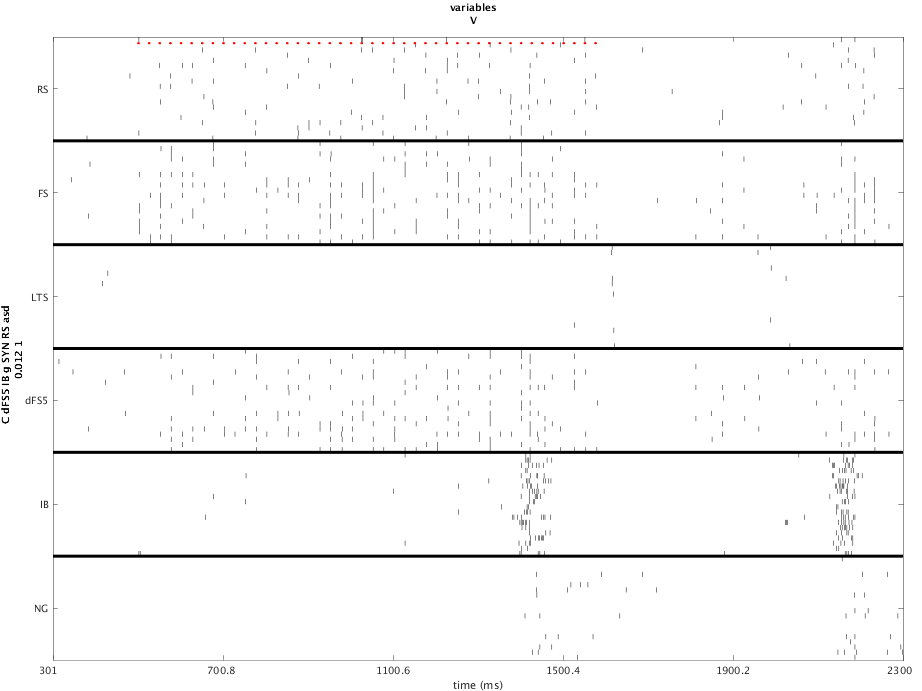 variables
V
RS
FS
LTS
dFS5
IB
NG
C dFS5 IB g SYN RS asd
0.012 1
301
700.8
1100.6
1500.4
1900.2
2300
time (ms)